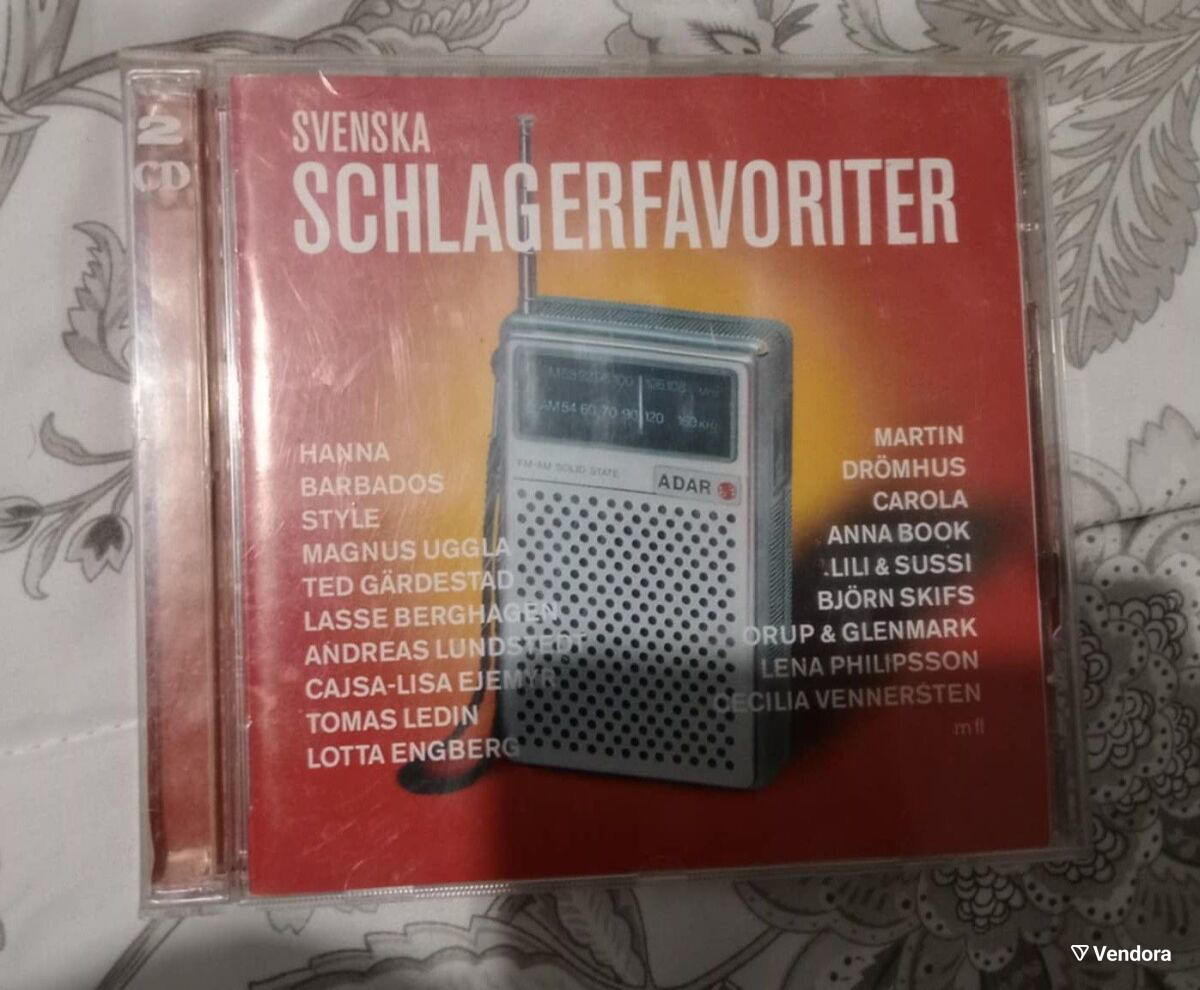 2
CD
SVENSKA
SCHLAGERFAVORITER
FM-AM SOLID STATE
ADAR
HANNA
BARBADOS
STYLE
MAGNUS UGGLA
TED GÄRDESTAD
LASSE BERGHAGEN
ANDREAS LUNDSTEDT
CAJSA-LISA EJEMYR
TOMAS LEDIN
LOTTA ENGBERG
MARTIN
DRÖMHUS
CAROLA
ANNA BOOK
LILI & SUSSI
BJÖRN SKIFS
ORUP & GLENMARK
LENA PHILIPSSON
CECILIA VENNERSTEN
m fl
Vendora